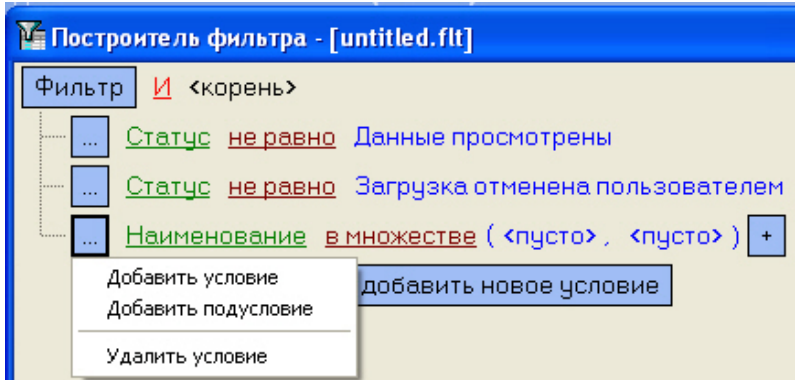 Построитель фильтра - [untitled.flt]
Фильтр И <корень>
... Статус не равно Данные просмотрены
... Статус не равно Загрузка отменена пользователем
... Наименование в множестве ( <пусто> , <пусто> ) +
Добавить условие
добавить новое условие
Добавить подусловие
Удалить условие